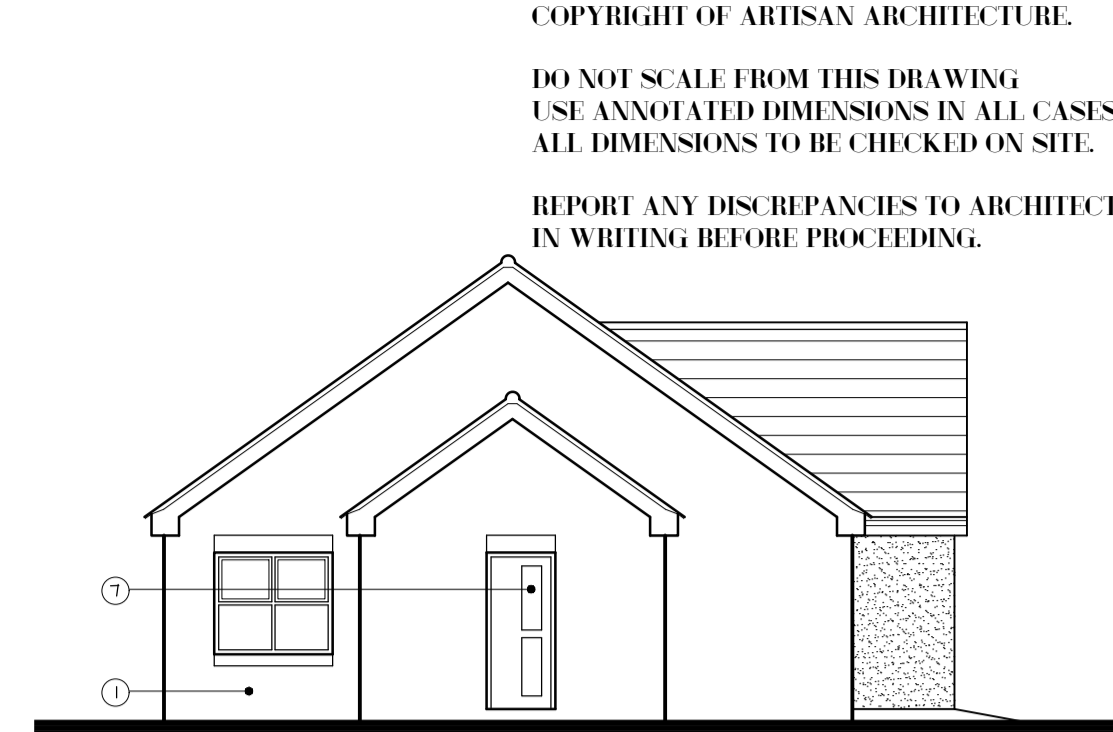 COPYRIGHT OF ARTISAN ARCHITECTURE.
DO NOT SCALE FROM THIS DRAWING
USE ANNOTATED DIMENSIONS IN ALL CASES
ALL DIMENSIONS TO BE CHECKED ON SITE.
REPORT ANY DISCREPANCIES TO ARCHITECT
IN WRITING BEFORE PROCEEDING.
7
1